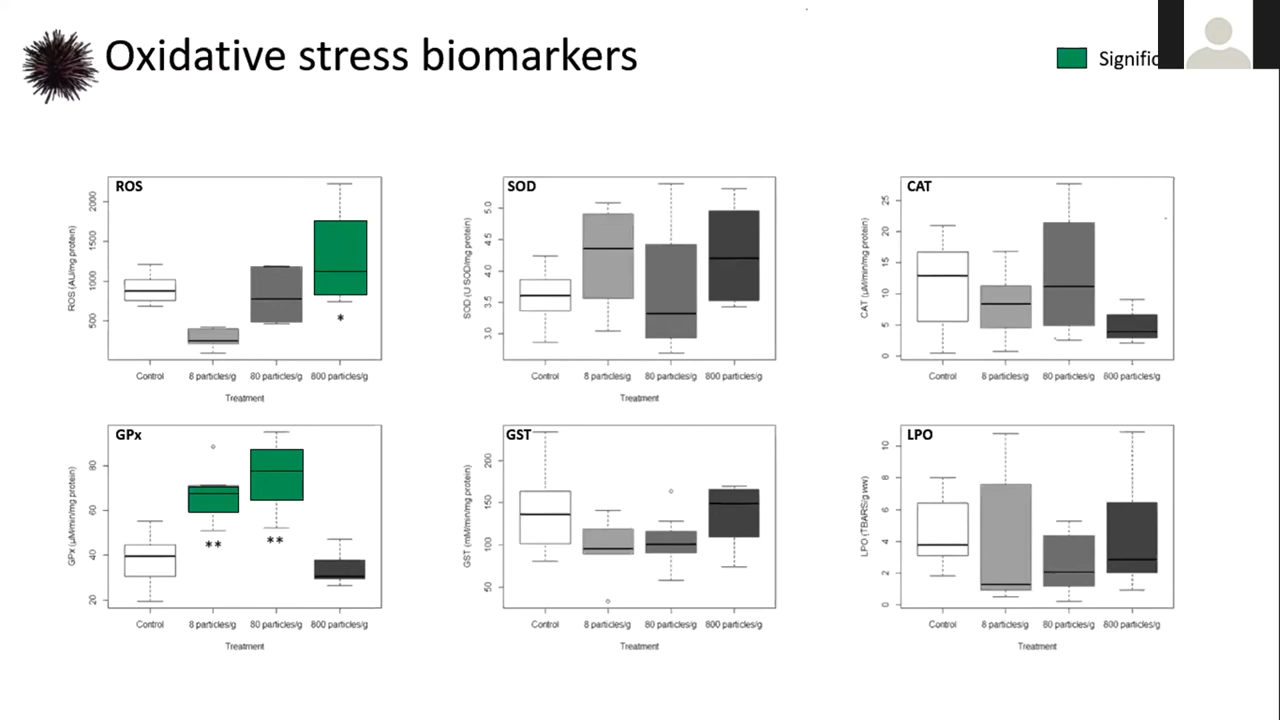 Oxidative stress biomarkers
Signific
ROS
ROS (AU/mg protein)
2000
1500
1000
500
*
Control 8 particles/g 80 particles/g 800 particles/g
Treatment
SOD
SOD (U SOD/mg protein)
5.0
4.5
4.0
3.5
3.0
Control 8 particles/g 80 particles/g 800 particles/g
Treatment
CAT
CAT (µM/min/mg protein)
25
20
15
10
5
0
Control 8 particles/g 80 particles/g 800 particles/g
GPx
GPx (µM/min/mg protein)
80
60
40
20
** **
Control 8 particles/g 80 particles/g 800 particles/g
Treatment
GST
GST (mM/min/mg protein)
200
150
100
50
Control 8 particles/g 80 particles/g 800 particles/g
Treatment
LPO
LPO (TBARS/g ww)
10
8
6
4
2
0
Control 8 particles/g 80 particles/g 800 particles/g
Treatment